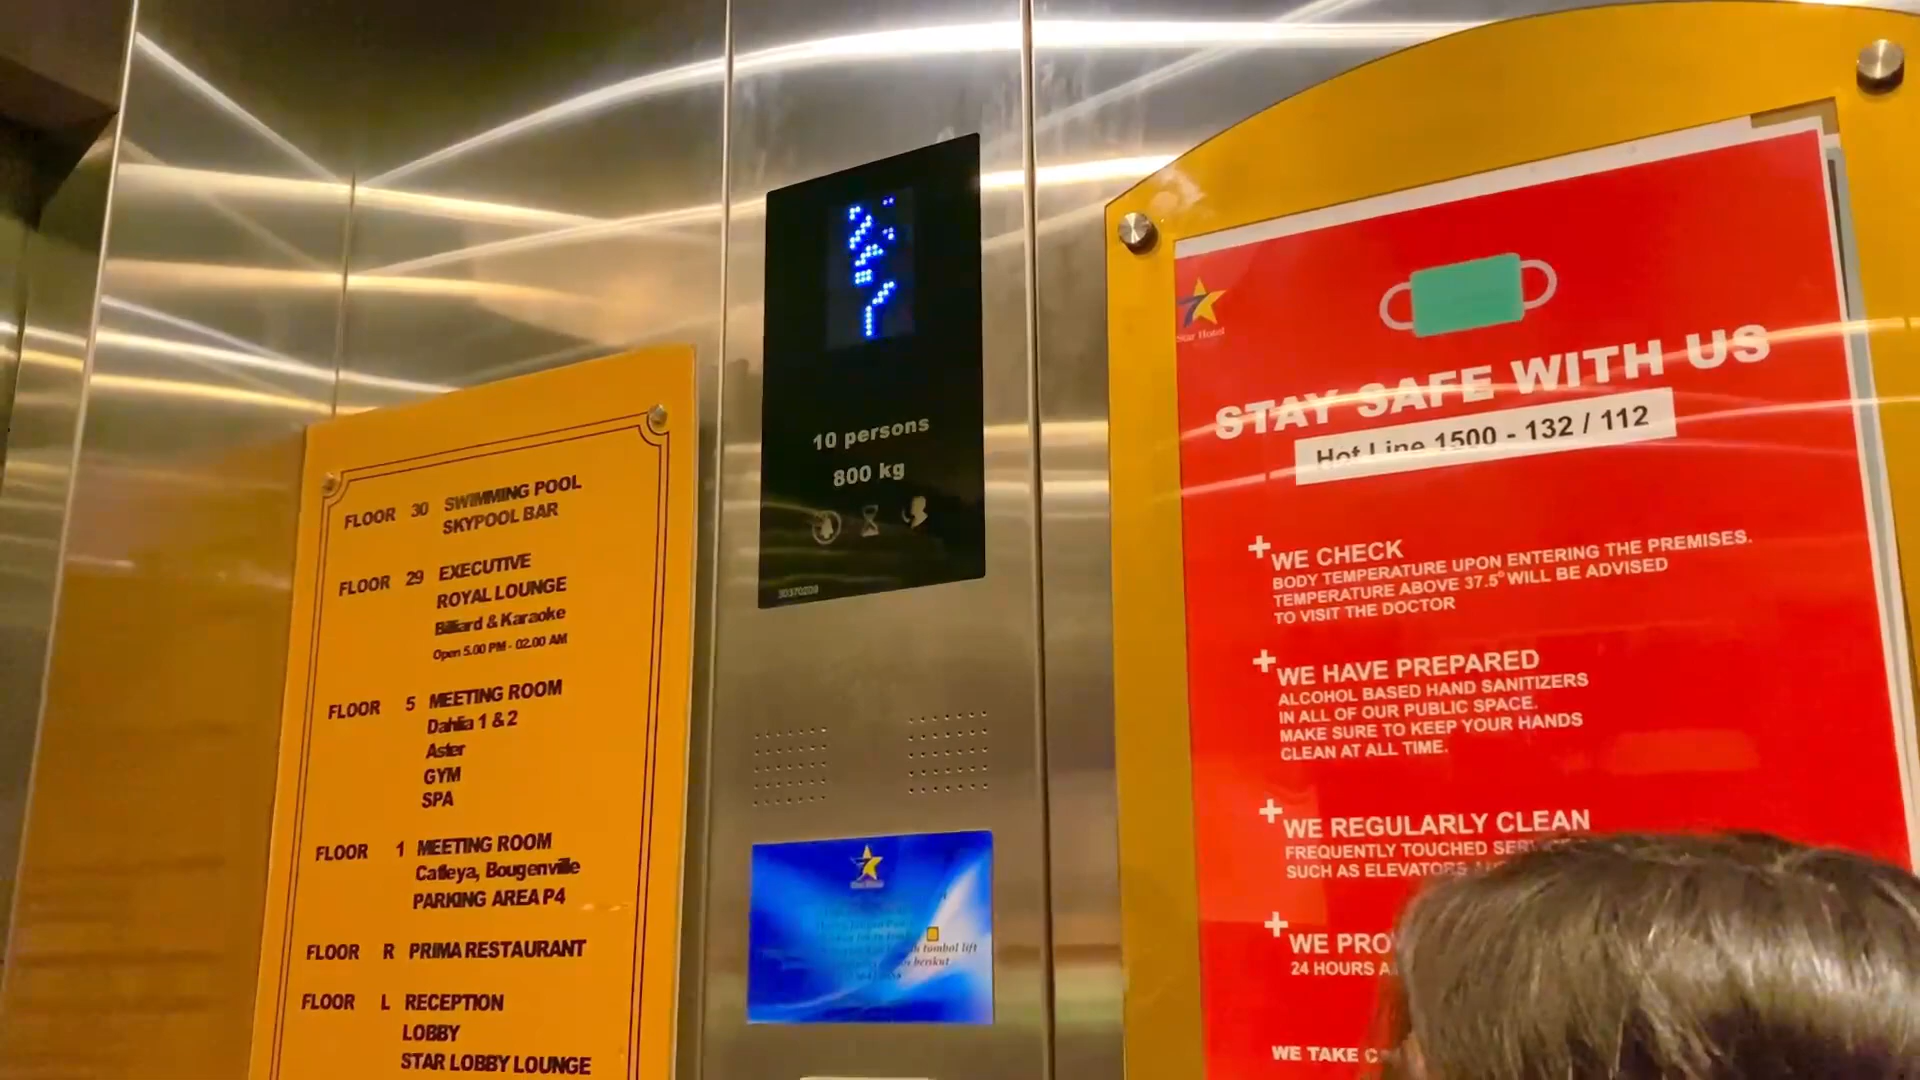 FLOOR 30 SWIMMING POOL
SKYPOOL BAR
FLOOR 29 EXECUTIVE
ROYAL LOUNGE
Billiard & Karaoke
Open 5.00 PM - 02.00 AM
FLOOR 5 MEETING ROOM
Dahlia 1 & 2
Aster
GYM
SPA
FLOOR 1 MEETING ROOM
Catleya, Bougenville
PARKING AREA P4
FLOOR R PRIMA RESTAURANT
FLOOR L RECEPTION
LOBBY
STAR LOBBY LOUNGE
10 persons
800 kg
tombol lift
berikut
Star Hotel
STAY SAFE WITH US
Hot Line 1500 - 132 / 112
+ WE CHECK
BODY TEMPERATURE UPON ENTERING THE PREMISES.
TEMPERATURE ABOVE 37.5° WILL BE ADVISED
TO VISIT THE DOCTOR
+ WE HAVE PREPARED
ALCOHOL BASED HAND SANITIZERS
IN ALL OF OUR PUBLIC SPACE.
MAKE SURE TO KEEP YOUR HANDS
CLEAN AT ALL TIME.
+ WE REGULARLY CLEAN
FREQUENTLY TOUCHED
SUCH AS ELEVATORS
+ WE PRO
24 HOURS A
WE TAKE